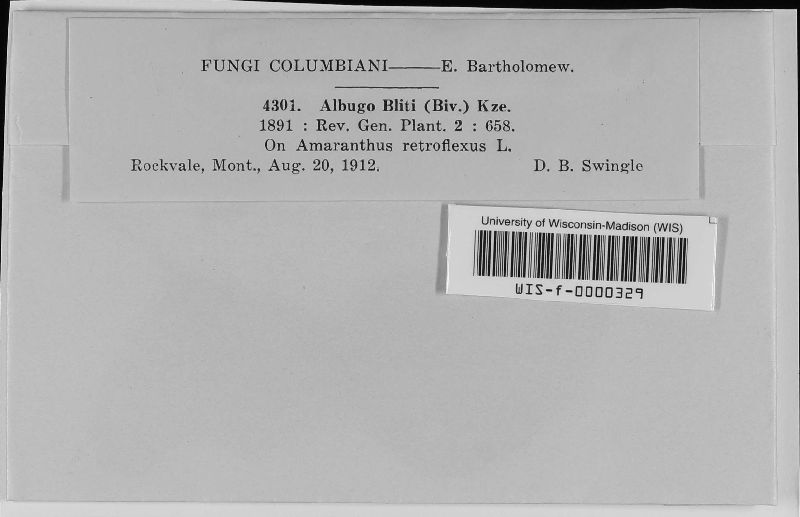 FUNGI COLUMBIANI——E. Bartholomew.
4301. Albugo Bliti (Biv.) Kze.
1891 : Rev. Gen. Plant. 2 : 658.
On Amaranthus retroflexus L.
Rockvale, Mont., Aug. 20, 1912. D. B. Swingle
University of Wisconsin-Madison (WIS)
WIS-f-0000329